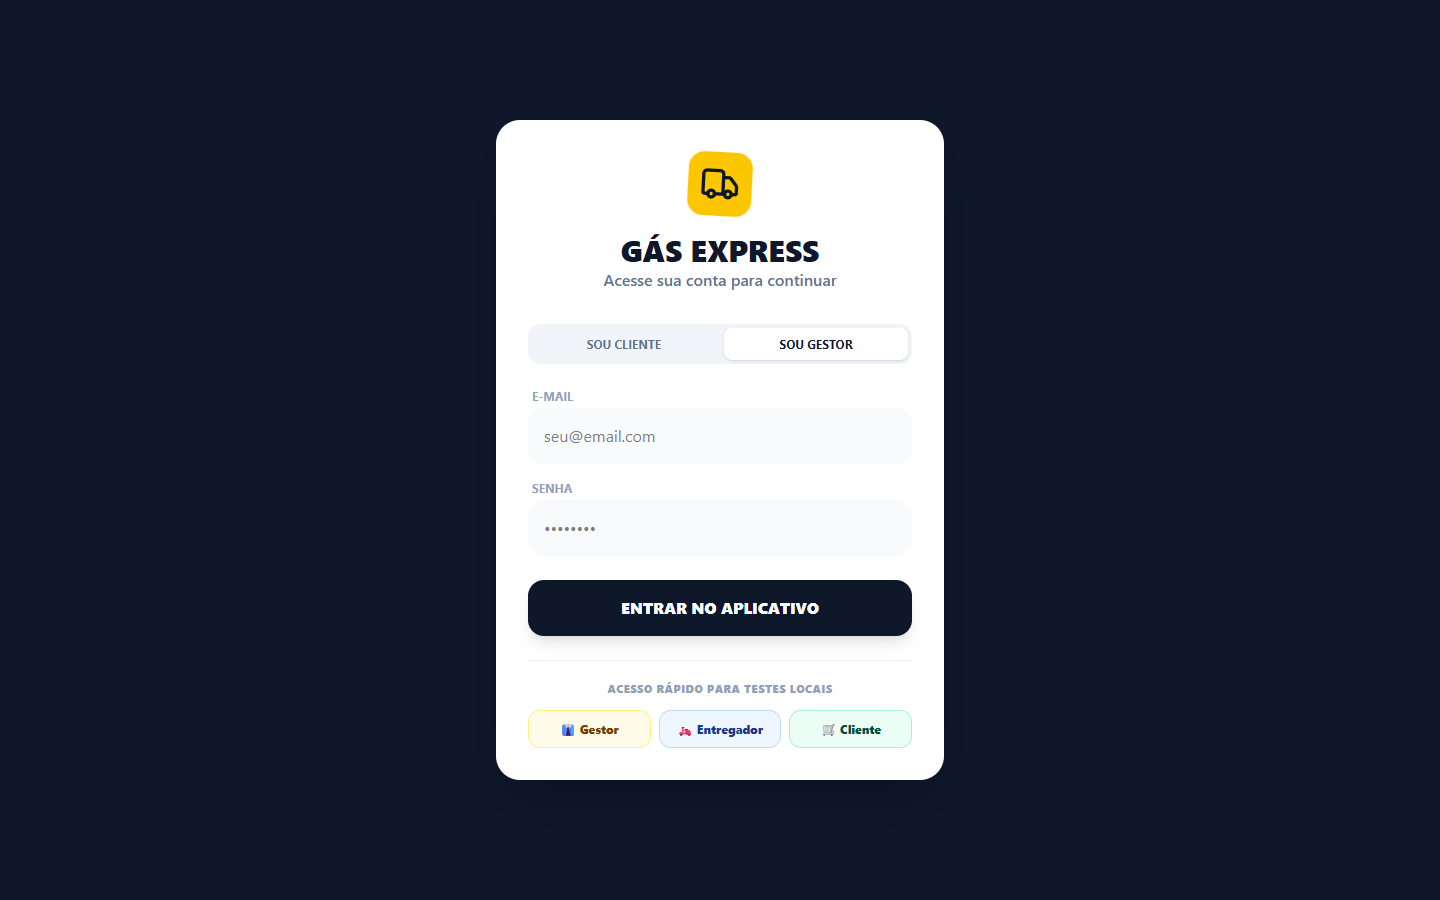 GÁS EXPRESS
Acesse sua conta para continuar
SOU CLIENTE
SOU GESTOR
E-MAIL
seu@email.com
SENHA
••••••••
ENTRAR NO APLICATIVO
ACESSO RÁPIDO PARA TESTES LOCAIS
👔 Gestor
🛵 Entregador
🛒 Cliente